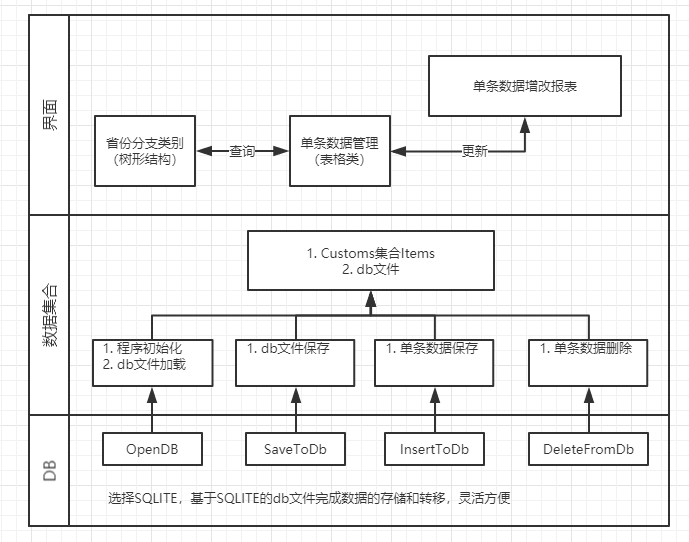 界面
单条数据增改报表
省份分支类别
（树形结构）
查询
单条数据管理
（表格类）
更新
数据集合
1. Customs集合Items
2. db文件
1. 程序初始化
2. db文件加载
1. db文件保存
1. 单条数据保存
1. 单条数据删除
DB
OpenDB
SaveToDb
InsertToDb
DeleteFromDb
选择SQLITE，基于SQLITE的db文件完成数据的存储和转移，灵活方便